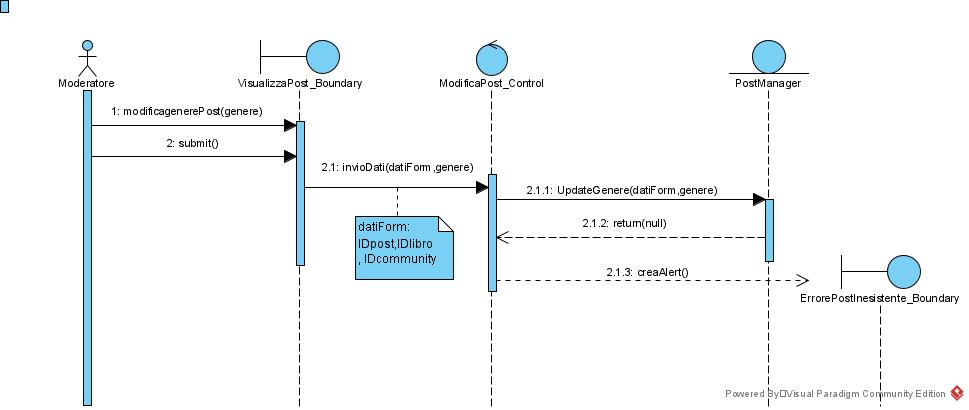 Moderatore
VisualizzaPost_Boundary
ModificaPost_Control
PostManager
1: modificagenerePost(genere)
2: submit()
2.1: invioDati(datiForm,genere)
2.1.1: UpdateGenere(datiForm,genere)
datiForm:
IDpost,IDlibro
, IDcommunity
2.1.2: return(null)
2.1.3: creaAlert()
ErrorePostInesistente_Boundary
Powered By Visual Paradigm Community Edition